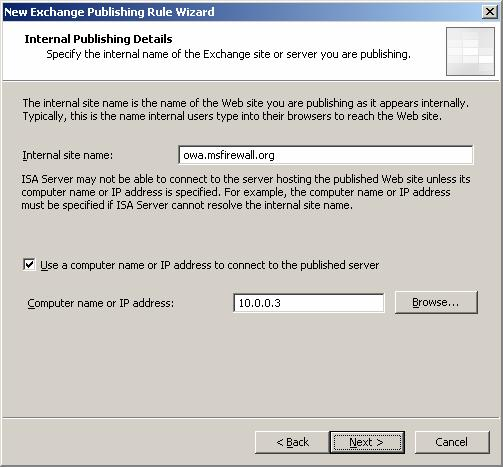 New Exchange Publishing Rule Wizard
Internal Publishing Details
Specify the internal name of the Exchange site or server you are publishing.
The internal site name is the name of the Web site you are publishing as it appears internally.
Typically, this is the name internal users type into their browsers to reach the Web site.
Internal site name: owa.msfirewall.org
ISA Server may not be able to connect to the server hosting the published Web site unless its
computer name or IP address is specified. For example, the computer name or IP address
must be specified if ISA Server cannot resolve the internal site name.
Use a computer name or IP address to connect to the published server
Computer name or IP address: 10.0.0.3 Browse...
< Back Next > Cancel